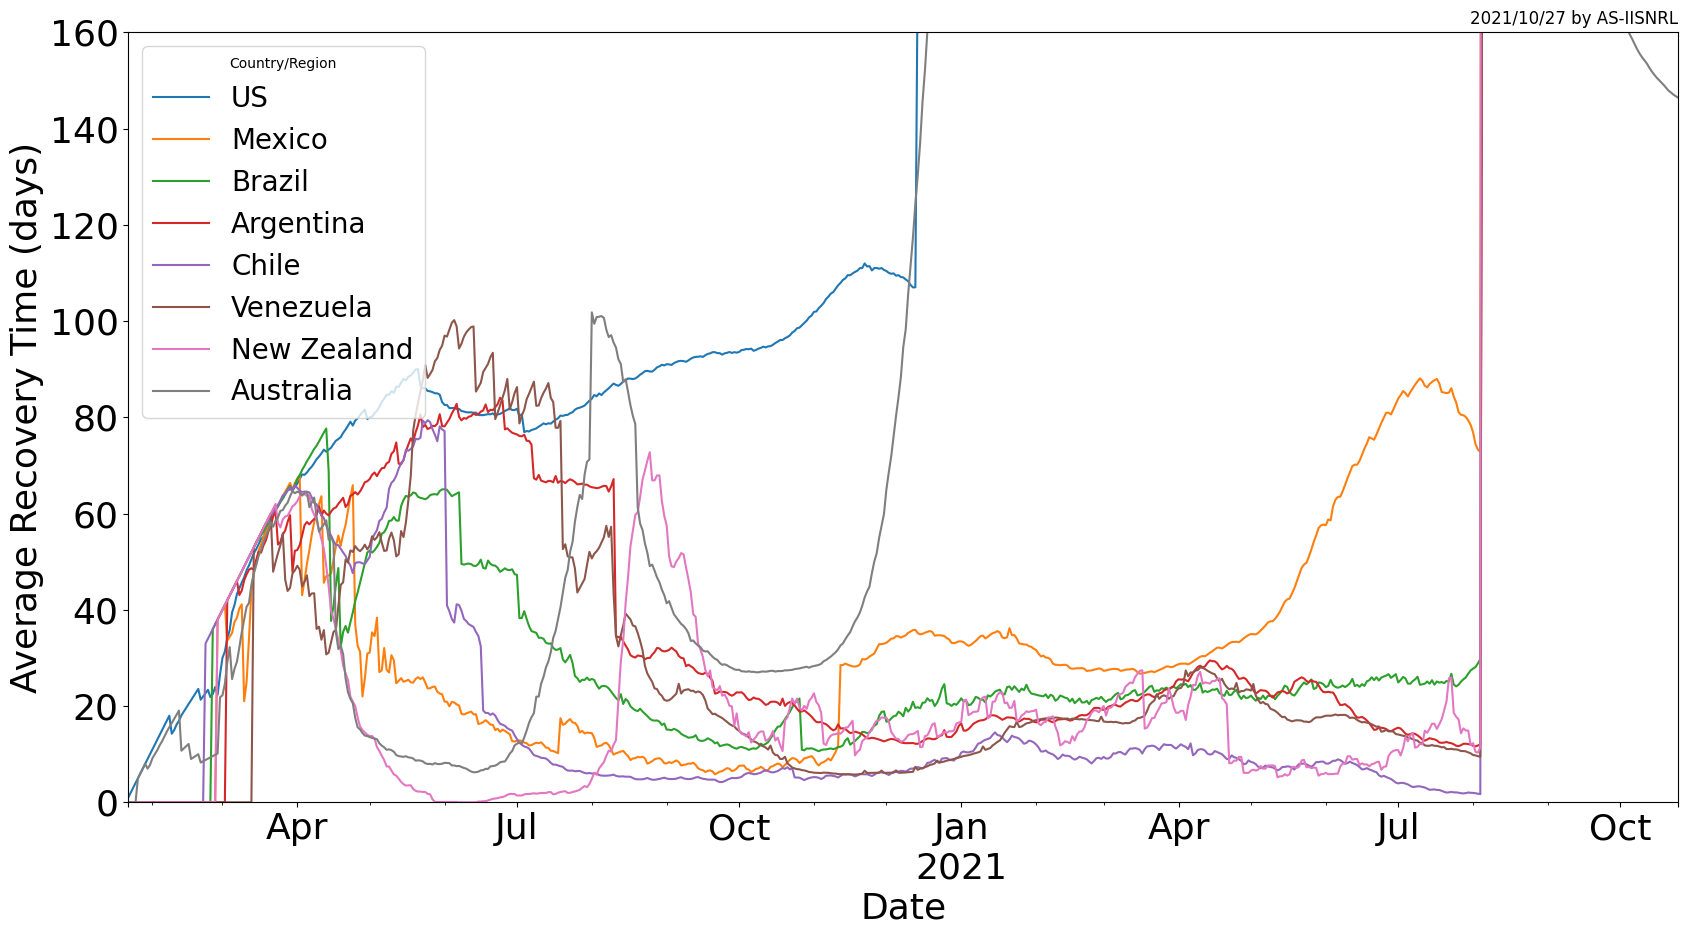 2021/10/27 by AS-IISNRL
Average Recovery Time (days)
160
140
120
100
80
60
40
20
0
Country/Region
US
Mexico
Brazil
Argentina
Chile
Venezuela
New Zealand
Australia
Apr Jul Oct Jan Apr Jul Oct
2021
Date